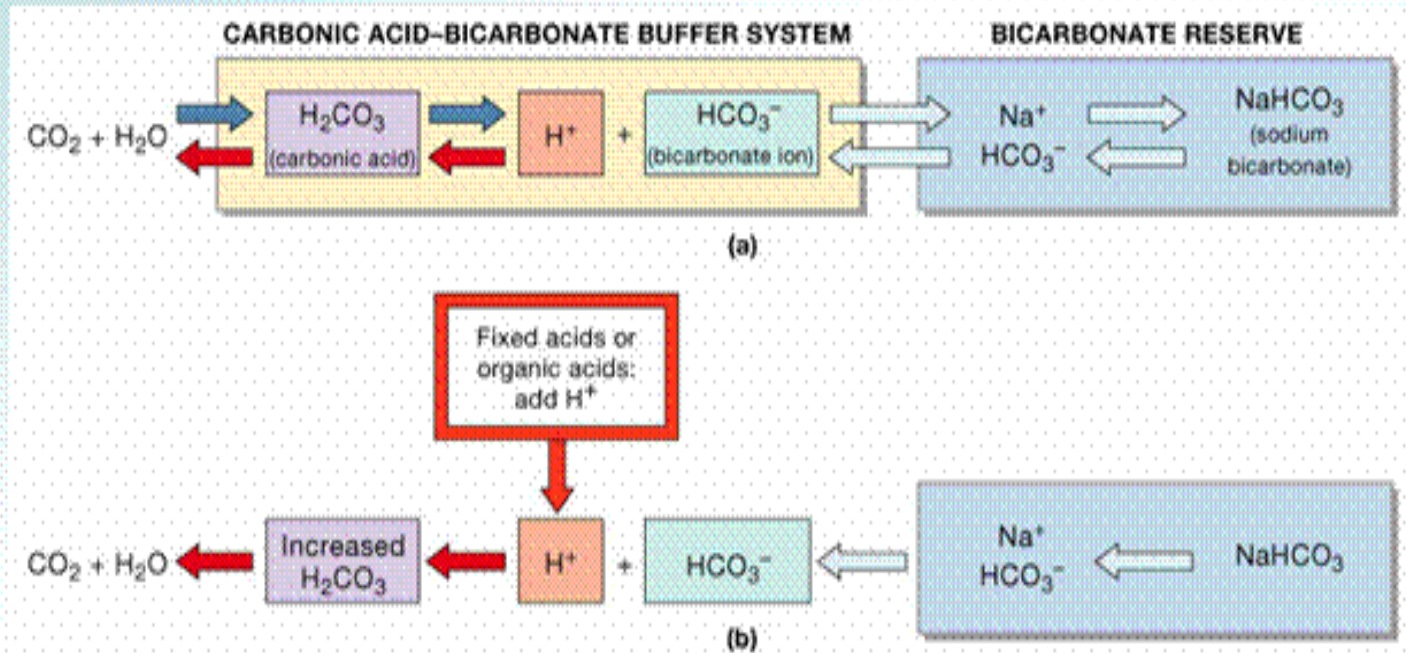 CARBONIC ACID–BICARBONATE BUFFER SYSTEM
BICARBONATE RESERVE
CO₂ + H₂O
H₂CO₃
(carbonic acid)
H⁺
+
HCO₃⁻
(bicarbonate ion)
Na⁺
HCO₃⁻
NaHCO₃
(sodium
bicarbonate)
(a)
Fixed acids or
organic acids:
add H⁺
CO₂ + H₂O
Increased
H₂CO₃
H⁺
+
HCO₃⁻
Na⁺
HCO₃⁻
NaHCO₃
(b)